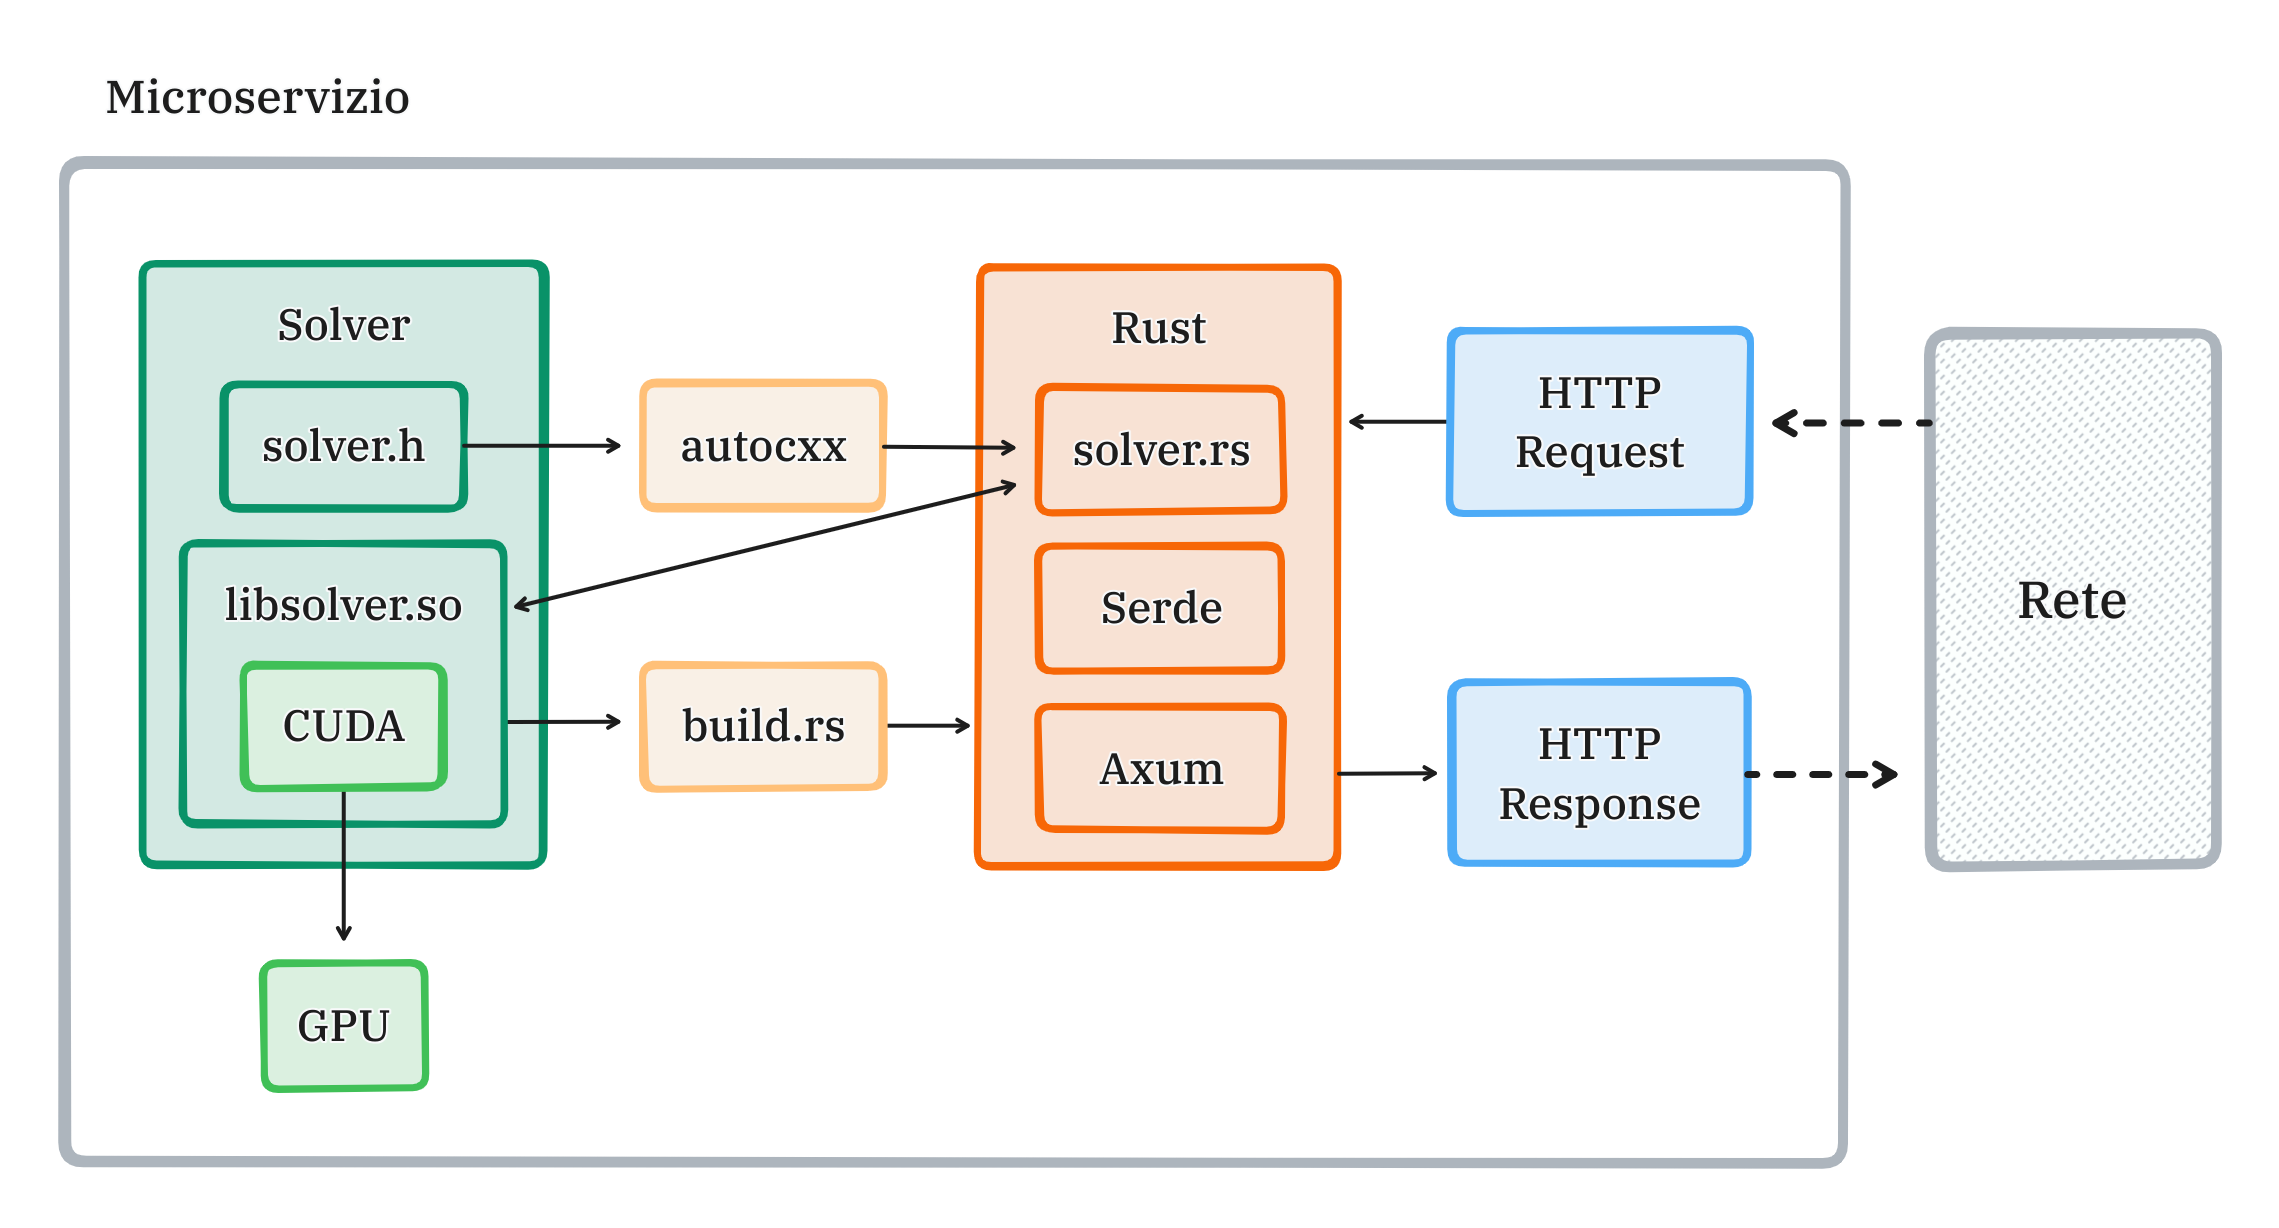 Microservizio
Solver
solver.h
libsolver.so
CUDA
GPU
autocxx
build.rs
Rust
solver.rs
Serde
Axum
HTTP
Request
HTTP
Response
Rete